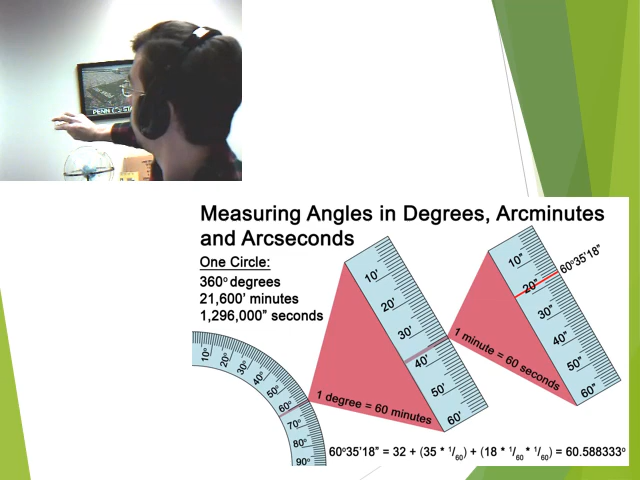 PENN STA
Measuring Angles in Degrees, Arcminutes
and Arcseconds
One Circle:
360° degrees
21,600' minutes
1,296,000" seconds
10°
20°
30°
40°
50°
60°
70°
80°
90°
10'
20'
30'
40'
50'
60'
1 degree = 60 minutes
10"
20"
30"
40"
50"
60"
60°35'18"
1 minute = 60 seconds
60°35'18" = 32 + (35 * 1/60) + (18 * 1/60 * 1/60) = 60.588333°